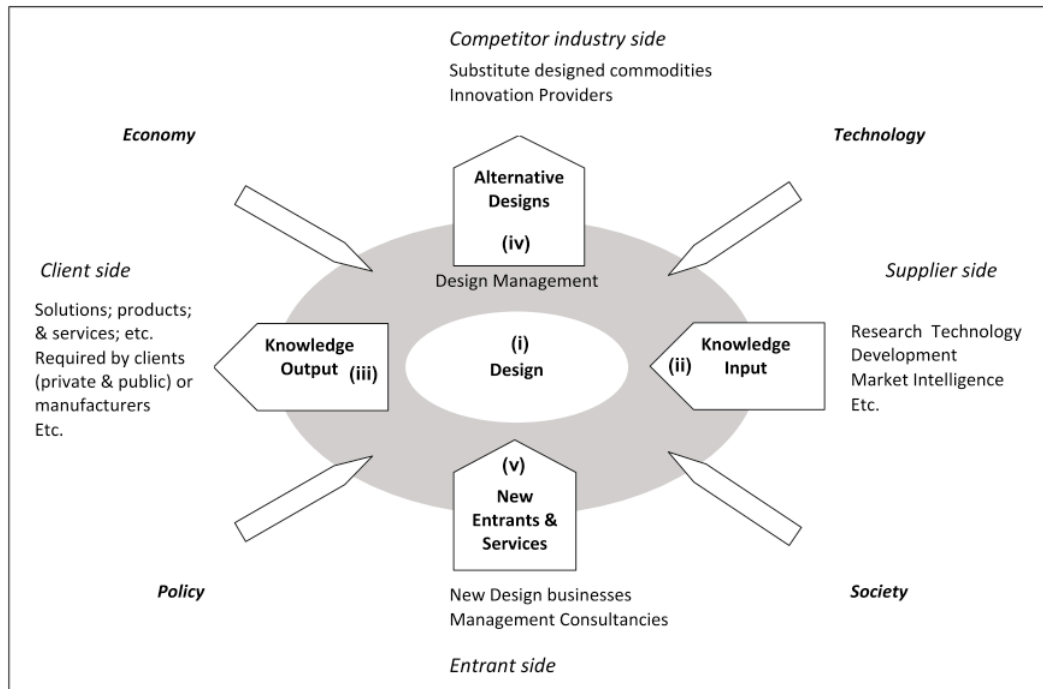 Competitor industry side
Substitute designed commodities
Innovation Providers
Economy
Technology
Alternative
Designs
(iv)
Design Management
Client side
Solutions; products;
& services; etc.
Required by clients
(private & public) or
manufacturers
Etc.
Knowledge
Output (iii)
(i)
Design
(ii) Knowledge
Input
Supplier side
Research Technology
Development
Market Intelligence
Etc.
(v)
New
Entrants &
Services
Policy
Society
New Design businesses
Management Consultancies
Entrant side